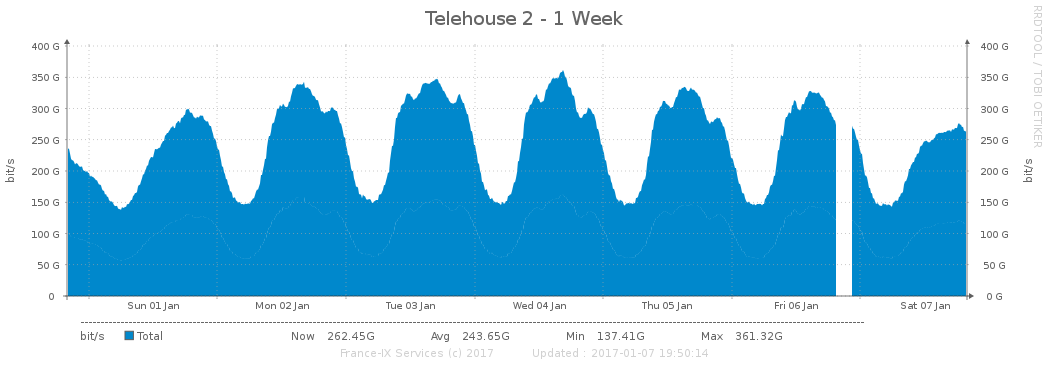 Telehouse 2 - 1 Week
RRDTOOL / TOBI OETIKER
400 G 400 G
350 G 350 G
300 G 300 G
250 G 250 G
200 G 200 G
150 G 150 G
100 G 100 G
50 G 50 G
0 0 G
bit/s
bit/s
Sun 01 Jan Mon 02 Jan Tue 03 Jan Wed 04 Jan Thu 05 Jan Fri 06 Jan Sat 07 Jan
bit/s Total Now 262.45G Avg 243.65G Min 137.41G Max 361.32G
France-IX Services (c) 2017 Updated : 2017-01-07 19:50:14